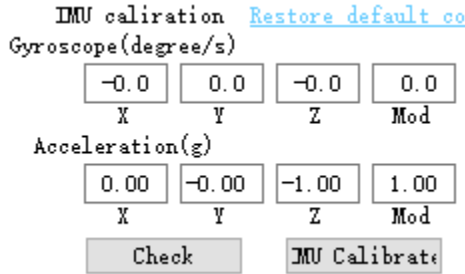 IMU caliration Restore default co
Gyroscope(degree/s)
-0.0 0.0 -0.0 0.0
X Y Z Mod
Acceleration(g)
0.00 -0.00 -1.00 1.00
X Y Z Mod
Check IMU Calibrate